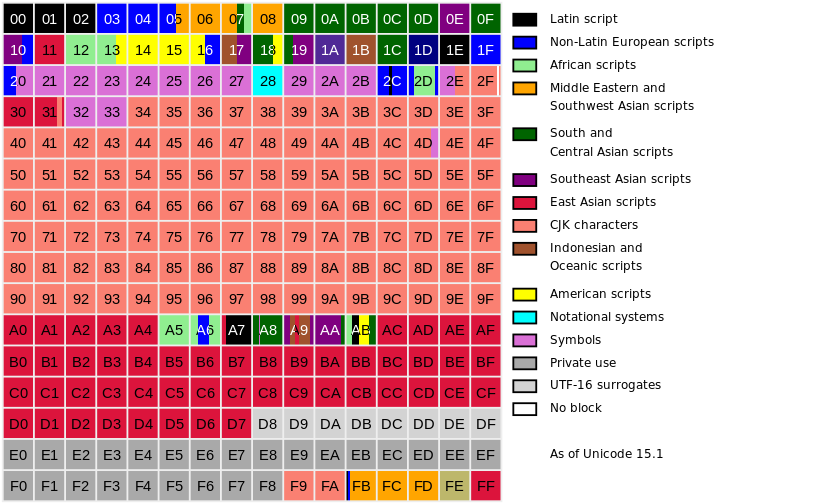 00 01 02 03 04 05 06 07 08 09 0A 0B 0C 0D 0E 0F
10 11 12 13 14 15 16 17 18 19 1A 1B 1C 1D 1E 1F
20 21 22 23 24 25 26 27 28 29 2A 2B 2C 2D 2E 2F
30 31 32 33 34 35 36 37 38 39 3A 3B 3C 3D 3E 3F
40 41 42 43 44 45 46 47 48 49 4A 4B 4C 4D 4E 4F
50 51 52 53 54 55 56 57 58 59 5A 5B 5C 5D 5E 5F
60 61 62 63 64 65 66 67 68 69 6A 6B 6C 6D 6E 6F
70 71 72 73 74 75 76 77 78 79 7A 7B 7C 7D 7E 7F
80 81 82 83 84 85 86 87 88 89 8A 8B 8C 8D 8E 8F
90 91 92 93 94 95 96 97 98 99 9A 9B 9C 9D 9E 9F
A0 A1 A2 A3 A4 A5 A6 A7 A8 A9 AA AB AC AD AE AF
B0 B1 B2 B3 B4 B5 B6 B7 B8 B9 BA BB BC BD BE BF
C0 C1 C2 C3 C4 C5 C6 C7 C8 C9 CA CB CC CD CE CF
D0 D1 D2 D3 D4 D5 D6 D7 D8 D9 DA DB DC DD DE DF
E0 E1 E2 E3 E4 E5 E6 E7 E8 E9 EA EB EC ED EE EF
F0 F1 F2 F3 F4 F5 F6 F7 F8 F9 FA FB FC FD FE FF
Latin script
Non-Latin European scripts
African scripts
Middle Eastern and
Southwest Asian scripts
South and
Central Asian scripts
Southeast Asian scripts
East Asian scripts
CJK characters
Indonesian and
Oceanic scripts
American scripts
Notational systems
Symbols
Private use
UTF-16 surrogates
No block
As of Unicode 15.1